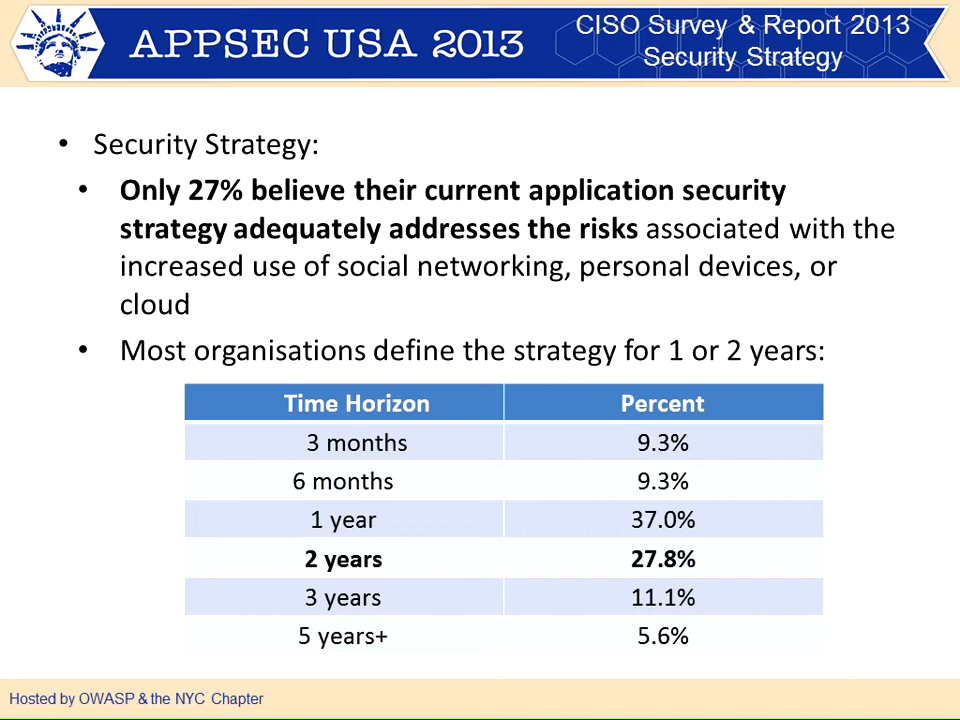 APPSEC USA 2013
CISO Survey & Report 2013
Security Strategy
• Security Strategy:
• Only 27% believe their current application security
strategy adequately addresses the risks associated with the
increased use of social networking, personal devices, or
cloud
• Most organisations define the strategy for 1 or 2 years:
Time Horizon Percent
3 months 9.3%
6 months 9.3%
1 year 37.0%
2 years 27.8%
3 years 11.1%
5 years+ 5.6%
Hosted by OWASP & the NYC Chapter